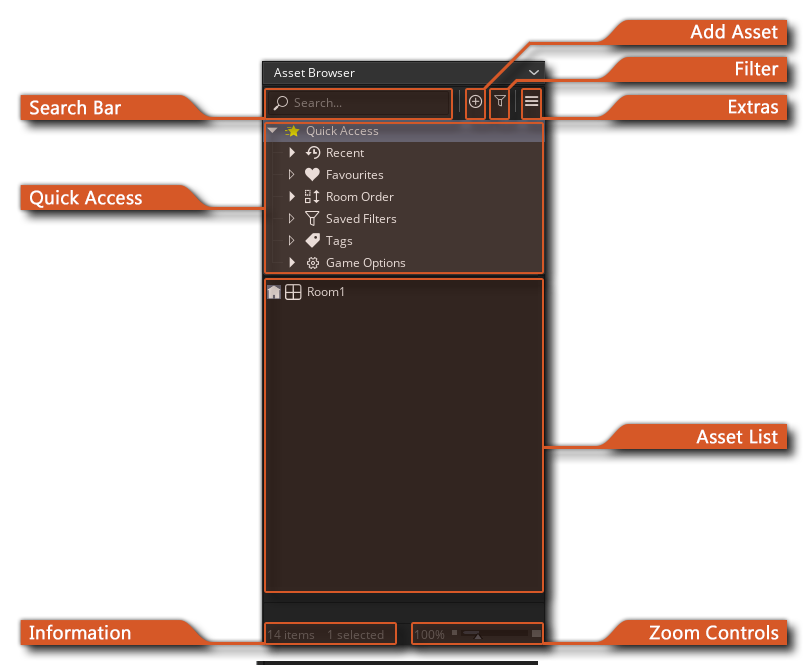 Add Asset
Asset Browser
Filter
Search Bar
Search...
Extras
Quick Access
Recent
Favourites
Quick Access
Room Order
Saved Filters
Tags
Game Options
Room1
Asset List
Information
14 items 1 selected
100%
Zoom Controls